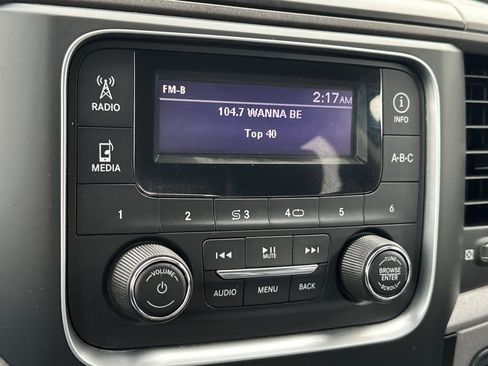 RADIO
FM-B
2:17AM
104.7 WANNA BE
Top 40
INFO
MEDIA
A-B-C
1
2
3
4
5
6
MUTE
VOLUME
AUDIO
MENU
BACK
TUNE
BROWSE
ENTER
SCROLL